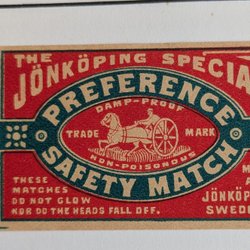 THE
JÖNKÖPING SPECIA
PREFERENCE
DAMP-PROOF
TRADE MARK
NON-POISONOUS
SAFETY MATCH
THESE
MATCHES
DO NOT GLOW
NOR DO THE HEADS FALL OFF.
M
JÖNKÖP
SWED